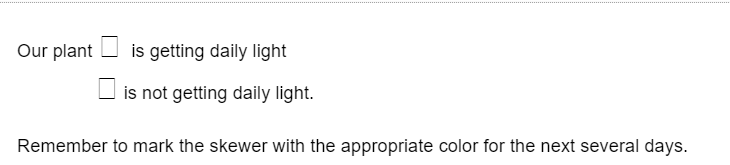 Our plant ☐ is getting daily light
☐ is not getting daily light.
Remember to mark the skewer with the appropriate color for the next several days.